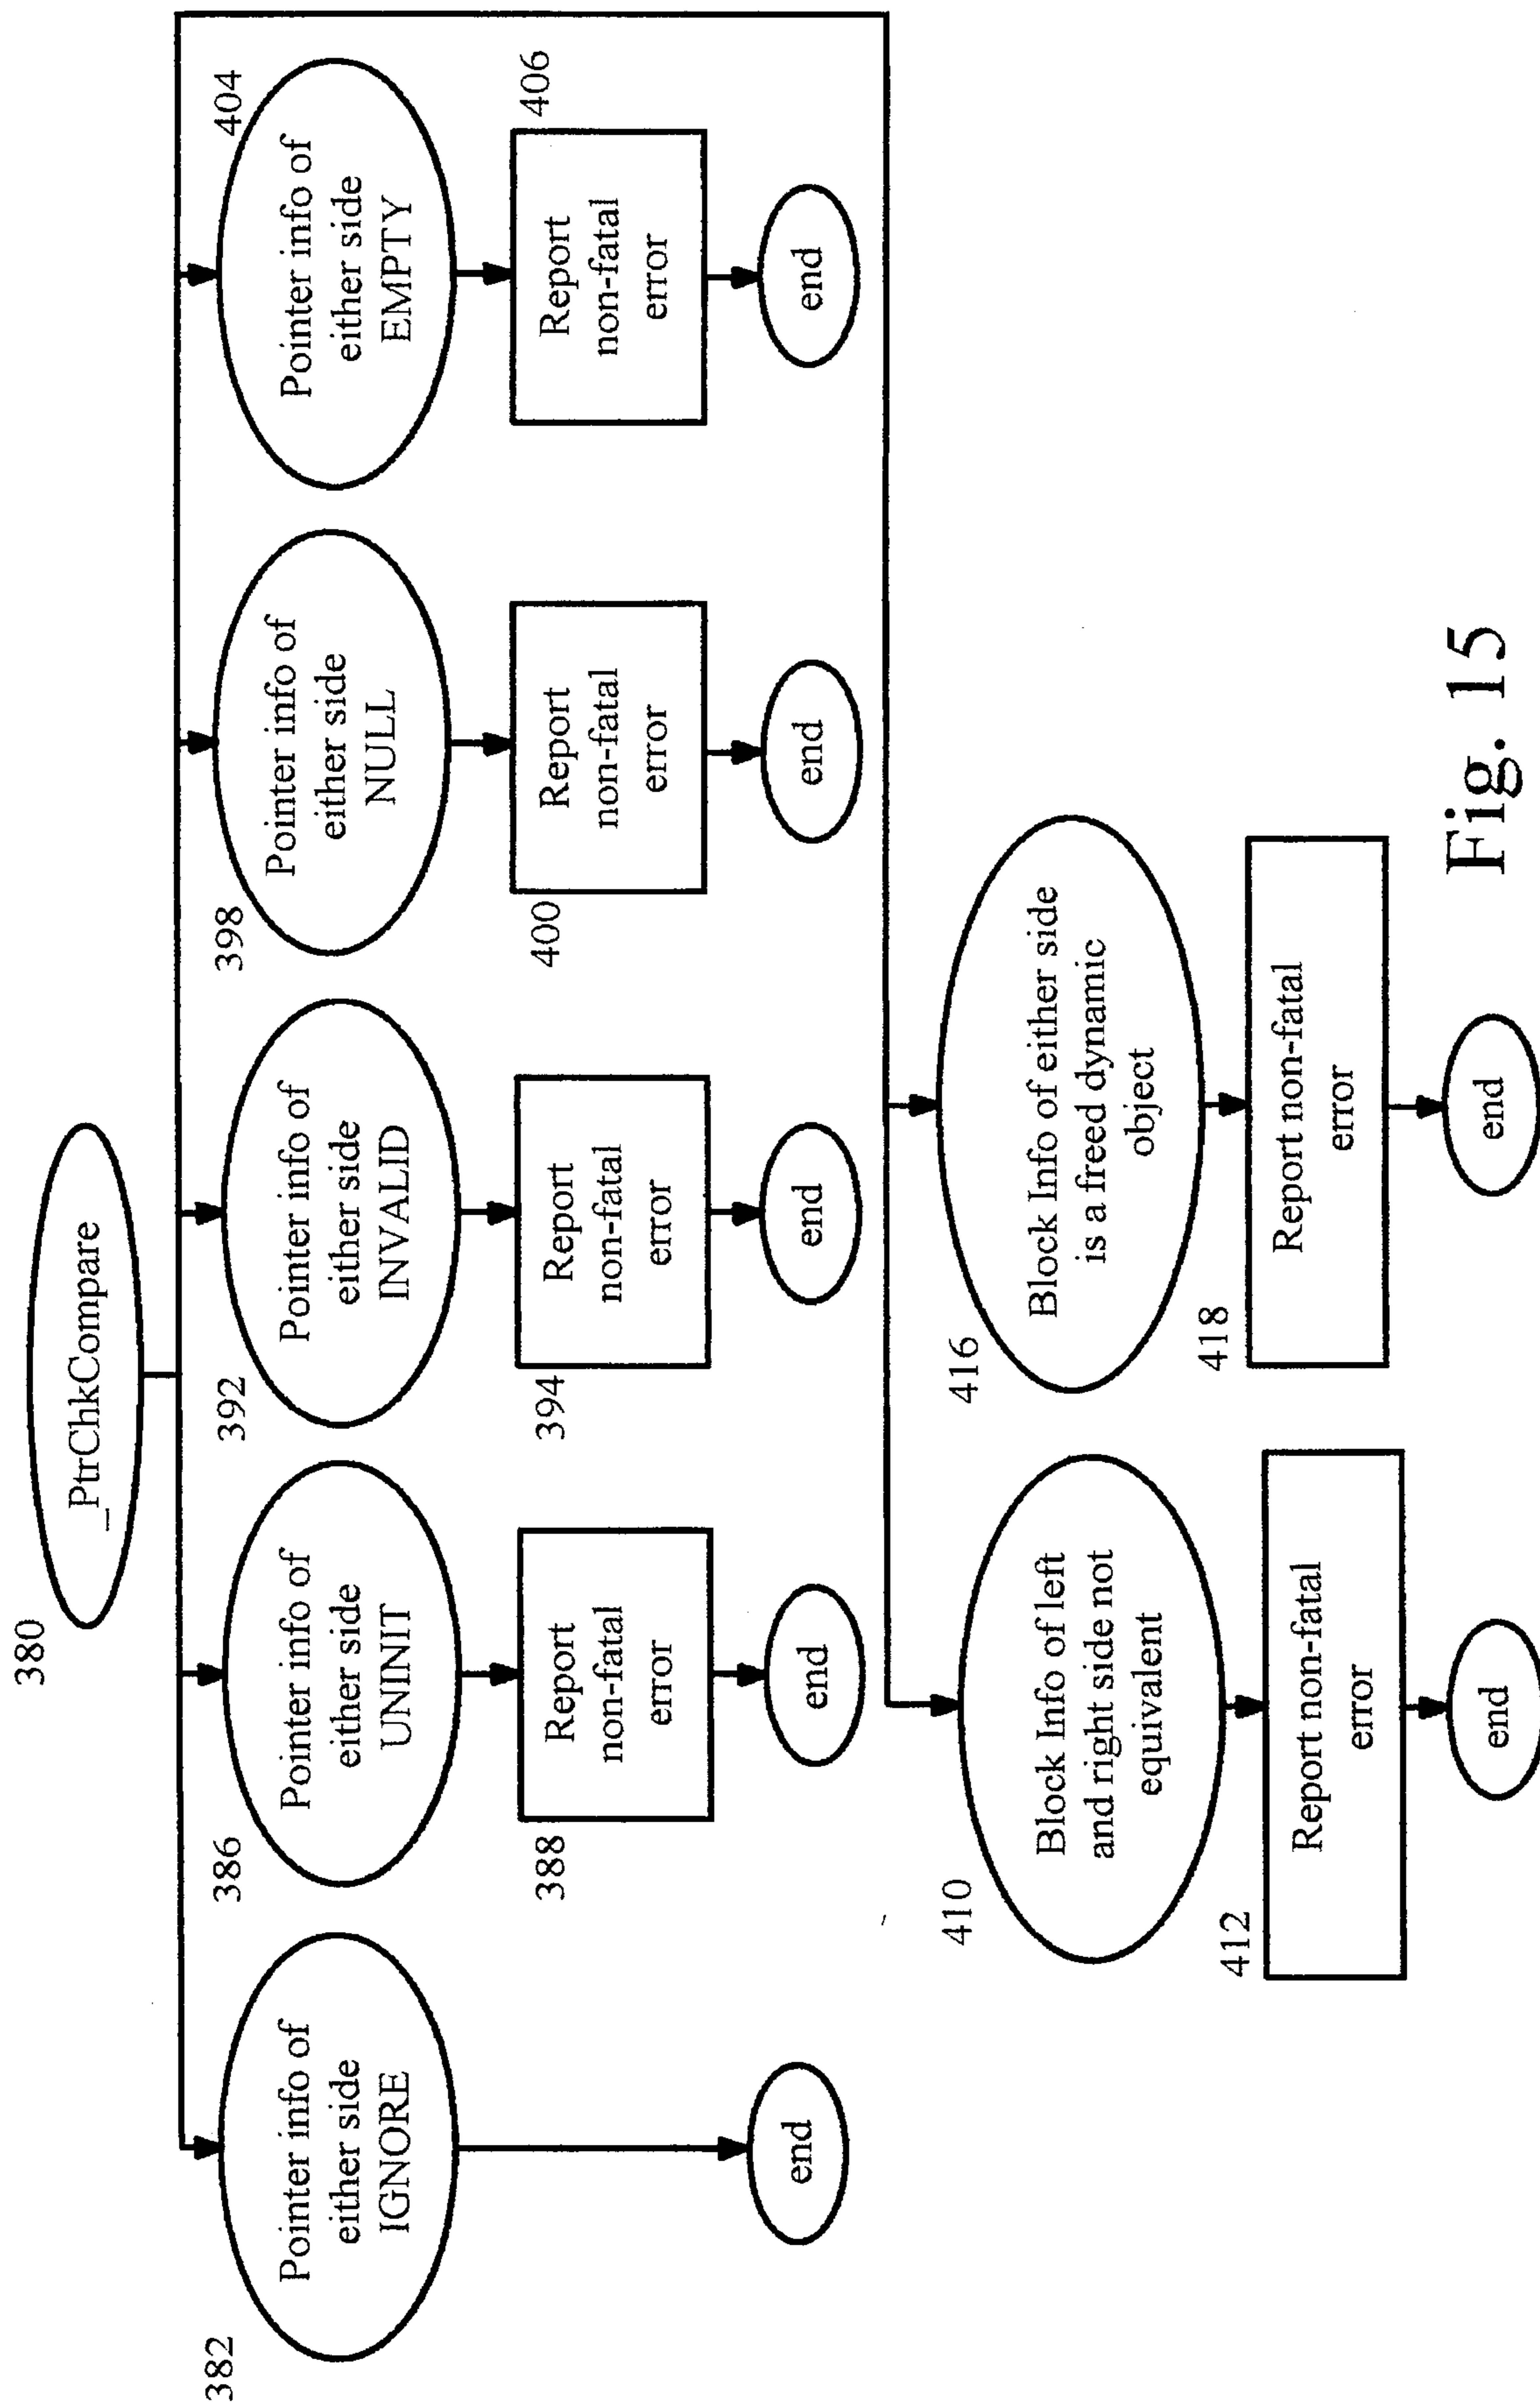 380
_PtrChkCompare
382
Pointer info of
either side
IGNORE
end
386
Pointer info of
either side
UNINIT
388
Report
non-fatal
error
end
392
Pointer info of
either side
INVALID
394
Report
non-fatal
error
end
398
Pointer info of
either side
NULL
400
Report
non-fatal
error
end
404
Pointer info of
either side
EMPTY
406
Report
non-fatal
error
end
410
Block Info of left
and right side not
equivalent
412
Report non-fatal
error
end
416
Block Info of either side
is a freed dynamic
object
418
Report non-fatal
error
end
Fig. 15